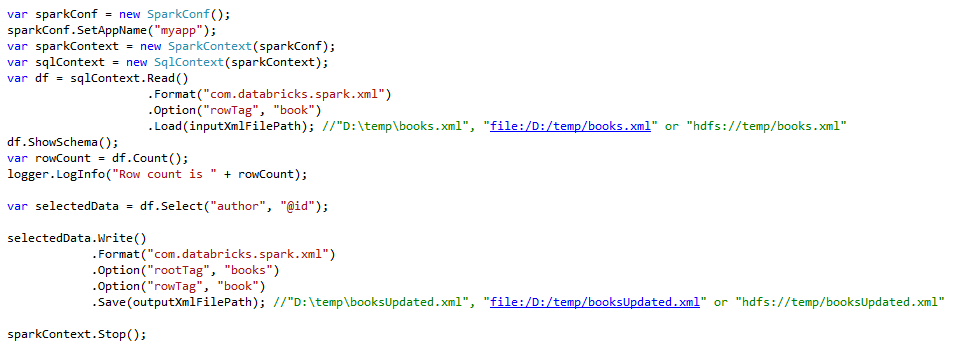 var sparkConf = new SparkConf();
sparkConf.SetAppName("myapp");
var sparkContext = new SparkContext(sparkConf);
var sqlContext = new SqlContext(sparkContext);
var df = sqlContext.Read()
.Format("com.databricks.spark.xml")
.Option("rowTag", "book")
.Load(inputXmlFilePath); //"D:\temp\books.xml", "file:/D:/temp/books.xml" or "hdfs://temp/books.xml"
df.ShowSchema();
var rowCount = df.Count();
logger.LogInfo("Row count is " + rowCount);
var selectedData = df.Select("author", "@id");
selectedData.Write()
.Format("com.databricks.spark.xml")
.Option("rootTag", "books")
.Option("rowTag", "book")
.Save(outputXmlFilePath); //"D:\temp\booksUpdated.xml", "file:/D:/temp/booksUpdated.xml" or "hdfs://temp/booksUpdated.xml"
sparkContext.Stop();